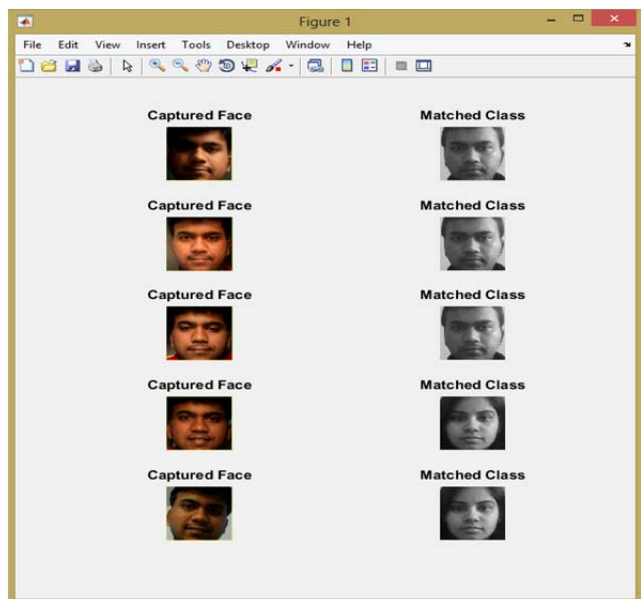 Figure 1
File Edit View Insert Tools Desktop Window Help
Captured Face Matched Class
Captured Face Matched Class
Captured Face Matched Class
Captured Face Matched Class
Captured Face Matched Class